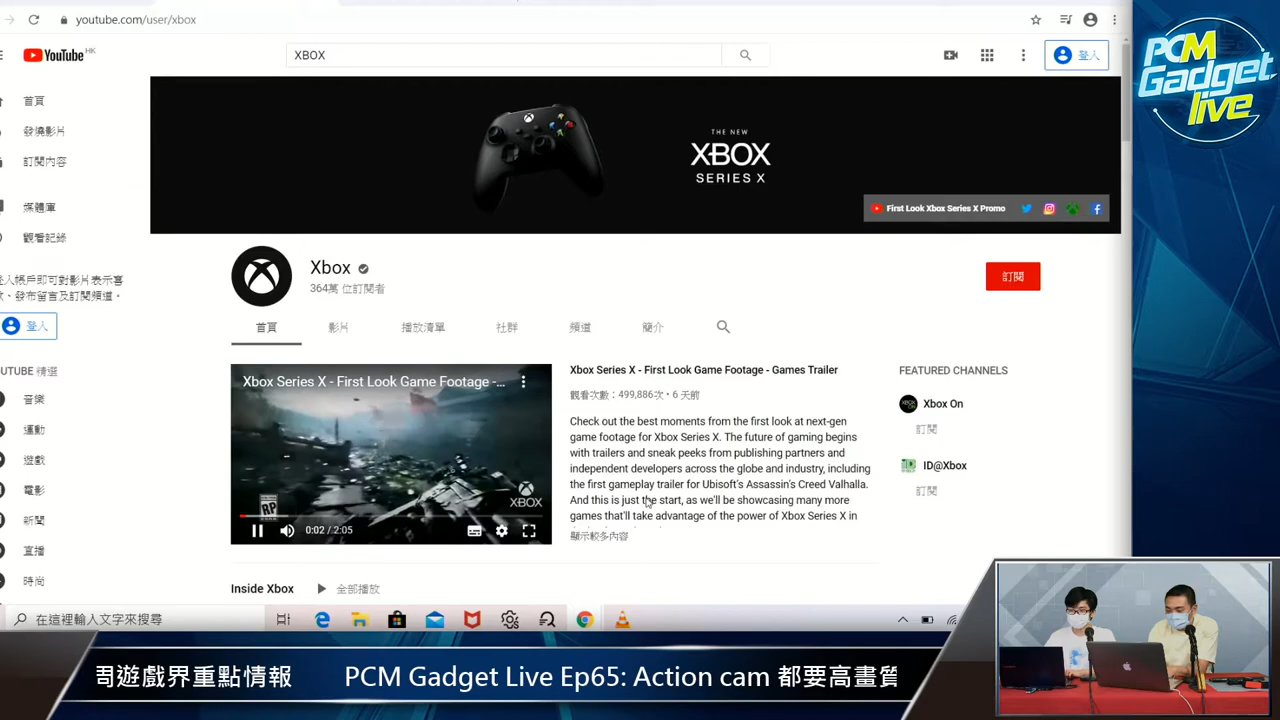 youtube.com/user/xbox
YouTube HK
XBOX
登入
PCM
Gadget
live
首頁
發燒影片
訂閱內容
媒體庫
觀看記錄
THE NEW
XBOX
SERIES X
First Look Xbox Series X Promo
Xbox
364萬 位訂閱者
訂閱
首頁
影片
播放清單
社群
頻道
簡介
登入帳戶即可對影片表示喜
、發布留言及訂閱頻道。
登入
OUTUBE 精選
音樂
運動
遊戲
電影
新聞
直播
時尚
Xbox Series X - First Look Game Footage -...
RP
XBOX
0:02 / 2:05
Xbox Series X - First Look Game Footage - Games Trailer
觀看次數：499,886次 • 6 天前
Check out the best moments from the first look at next-gen
game footage for Xbox Series X. The future of gaming begins
with trailers and sneak peeks from publishing partners and
independent developers across the globe and industry, including
the first gameplay trailer for Ubisoft's Assassin's Creed Valhalla.
And this is just the start, as we'll be showcasing many more
games that'll take advantage of the power of Xbox Series X in
顯示較多內容
FEATURED CHANNELS
Xbox On
訂閱
ID@Xbox
訂閱
Inside Xbox
全部播放
在這裡輸入文字來搜尋
周遊戲界重點情報
PCM Gadget Live Ep65: Action cam 都要高畫質